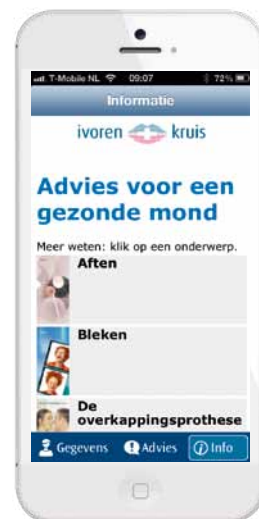 T-Mobile NL 09:07 72%
Informatie
ivoren kruis
Advies voor een
gezonde mond
Meer weten: klik op een onderwerp.
Aften
Bleken
De
overkappingsprothese
Gegevens Advies Info